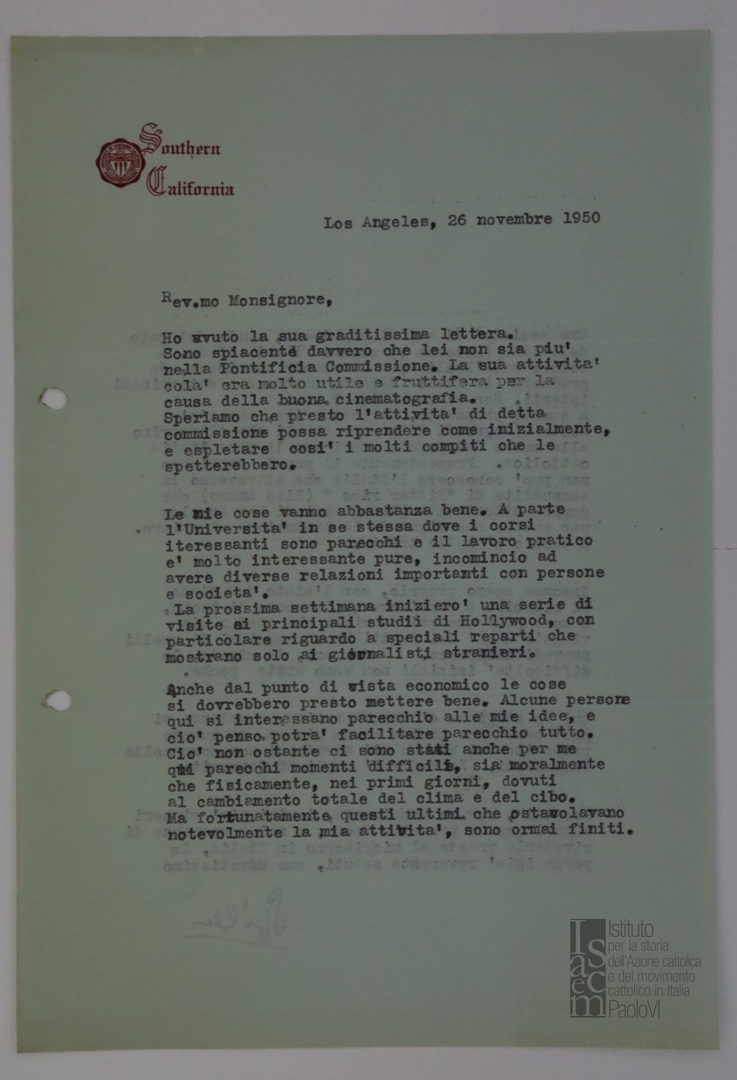 Southern
California
Los Angeles, 26 novembre 1950
Rev.mo Monsignore,
Ho avuto la sua graditissima lettera.
Sono spiacente davvero che lei non sia piu'
nella Pontificia Commissione. La sua attivita'
cola' era molto utile e fruttifera per la
causa della buona cinematografia.
Speriamo che presto l'attivita' di detta
commissione possa riprendere come inizialmente,
e espletare cosi' i molti compiti che le
spetterebbero.
Le mie cose vanno abbastanza bene. A parte
l'Universita' in se stessa dove i corsi
iteressanti sono parecchi e il lavoro pratico
e' molto interessante pure, incomincio ad
avere diverse relazioni importanti con persone
e societa'.
La prossima settimana iniziero' una serie di
visite ai principali studii di Hollywood, con
particolare riguardo a speciali reparti che
mostrano solo ai giornalisti stranieri.
Anche dal punto di vista economico le cose
si dovrebbero presto mettere bene. Alcune persone
qui si interessano parecchio alle mie idee, e
cio' penso potra' facilitare parecchio tutto.
Cio' non ostante ci sono stati anche per me
qui parecchi momenti difficili, sia moralmente
che fisicamente, nei primi giorni, dovuti
al cambiamento totale del clima e del cibo.
Ma fortunatamente questi ultimi che ostavolavano
notevolmente la mia attivita', sono ormai finiti.
Isacem
Istituto
per la storia
dell'Azione cattolica
e del movimento
cattolico in Italia
PaoloVI